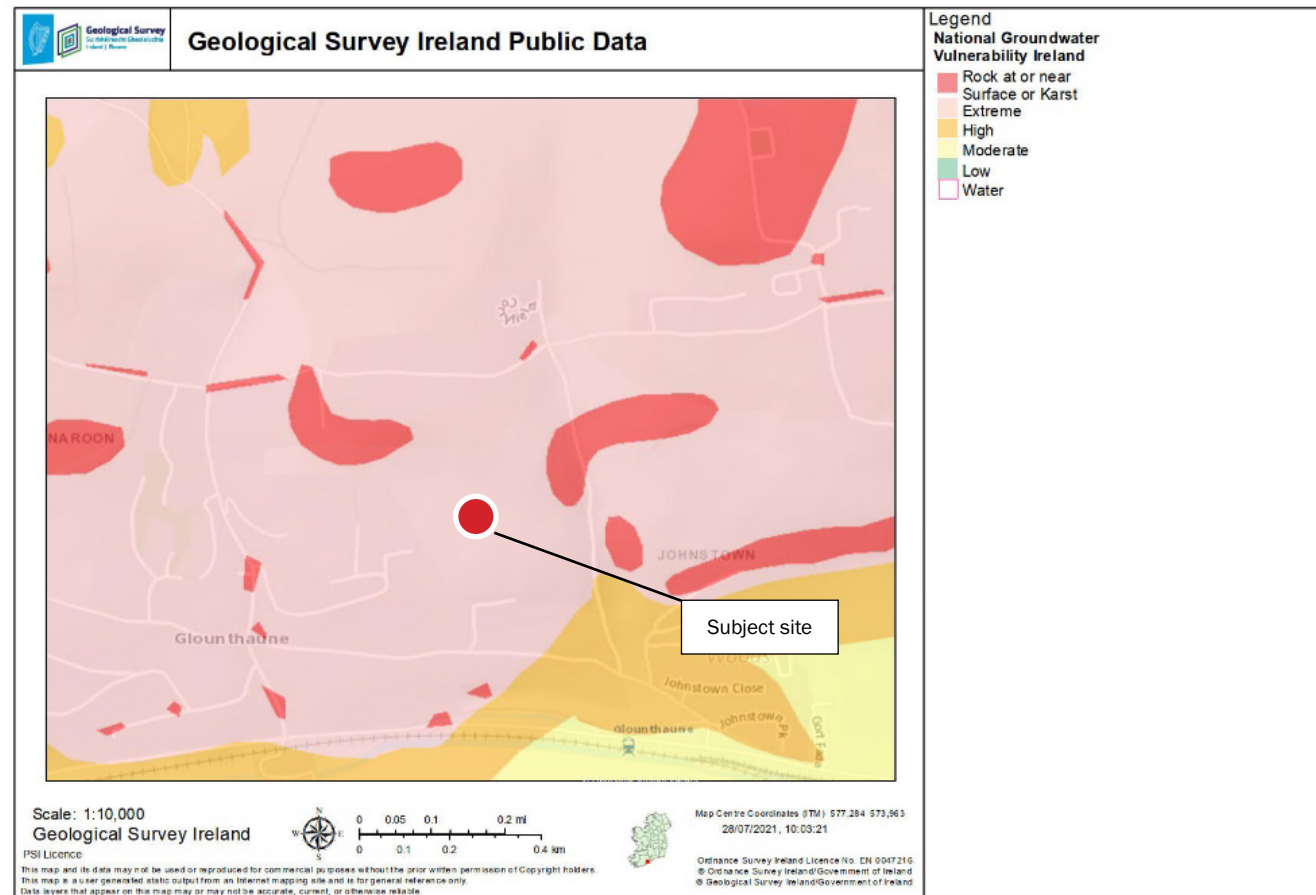 Geological Survey
Ireland | Éireann
Geological Survey Ireland Public Data
Legend
National Groundwater
Vulnerability Ireland
Rock at or near
Surface or Karst
Extreme
High
Moderate
Low
Water
NAROON
JOHNSTOWN
Subject site
Glounthaune
WOODS
Johnstown Close
Johnstown Pk
Glounthaune
Gort Fada
Scale: 1:10,000
Geological Survey Ireland
PSI Licence
N
W E
S
0 0.05 0.1 0.2 mi
0 0.1 0.2 0.4 km
Map Centre Coordinates (ITM) 577,284 573,963
28/07/2021, 10:03:21
Ordnance Survey Ireland Licence No. EN 0047216
© Ordnance Survey Ireland/Government of Ireland
© Geological Survey Ireland/Government of Ireland
This map and its data may not be used or reproduced for commercial purposes without the prior written permission of Copyright holders.
This map is a user generated static output from an Internet mapping site and is for general reference only.
Data layers that appear on this map may or may not be accurate, current, or otherwise reliable.